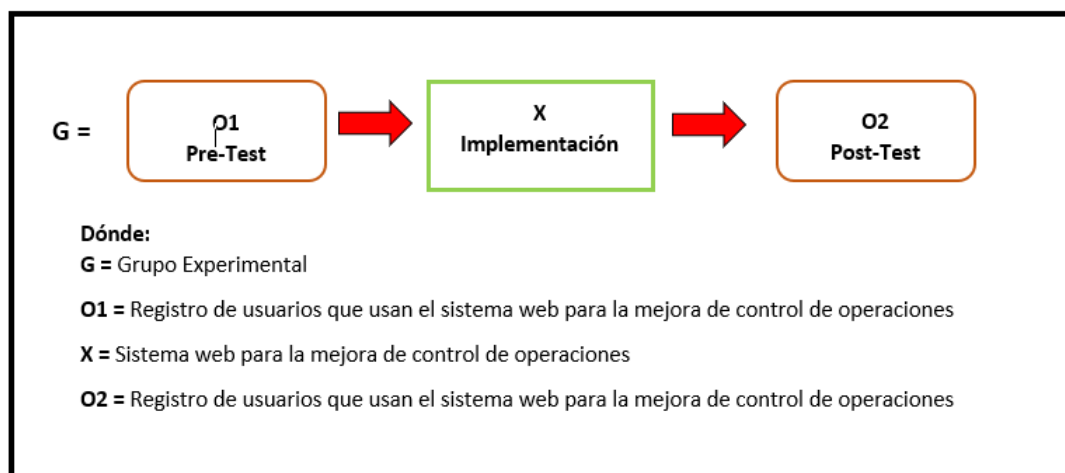 G =
O1
Pre-Test
X
Implementación
O2
Post-Test
Dónde:
G = Grupo Experimental
O1 = Registro de usuarios que usan el sistema web para la mejora de control de operaciones
X = Sistema web para la mejora de control de operaciones
O2 = Registro de usuarios que usan el sistema web para la mejora de control de operaciones